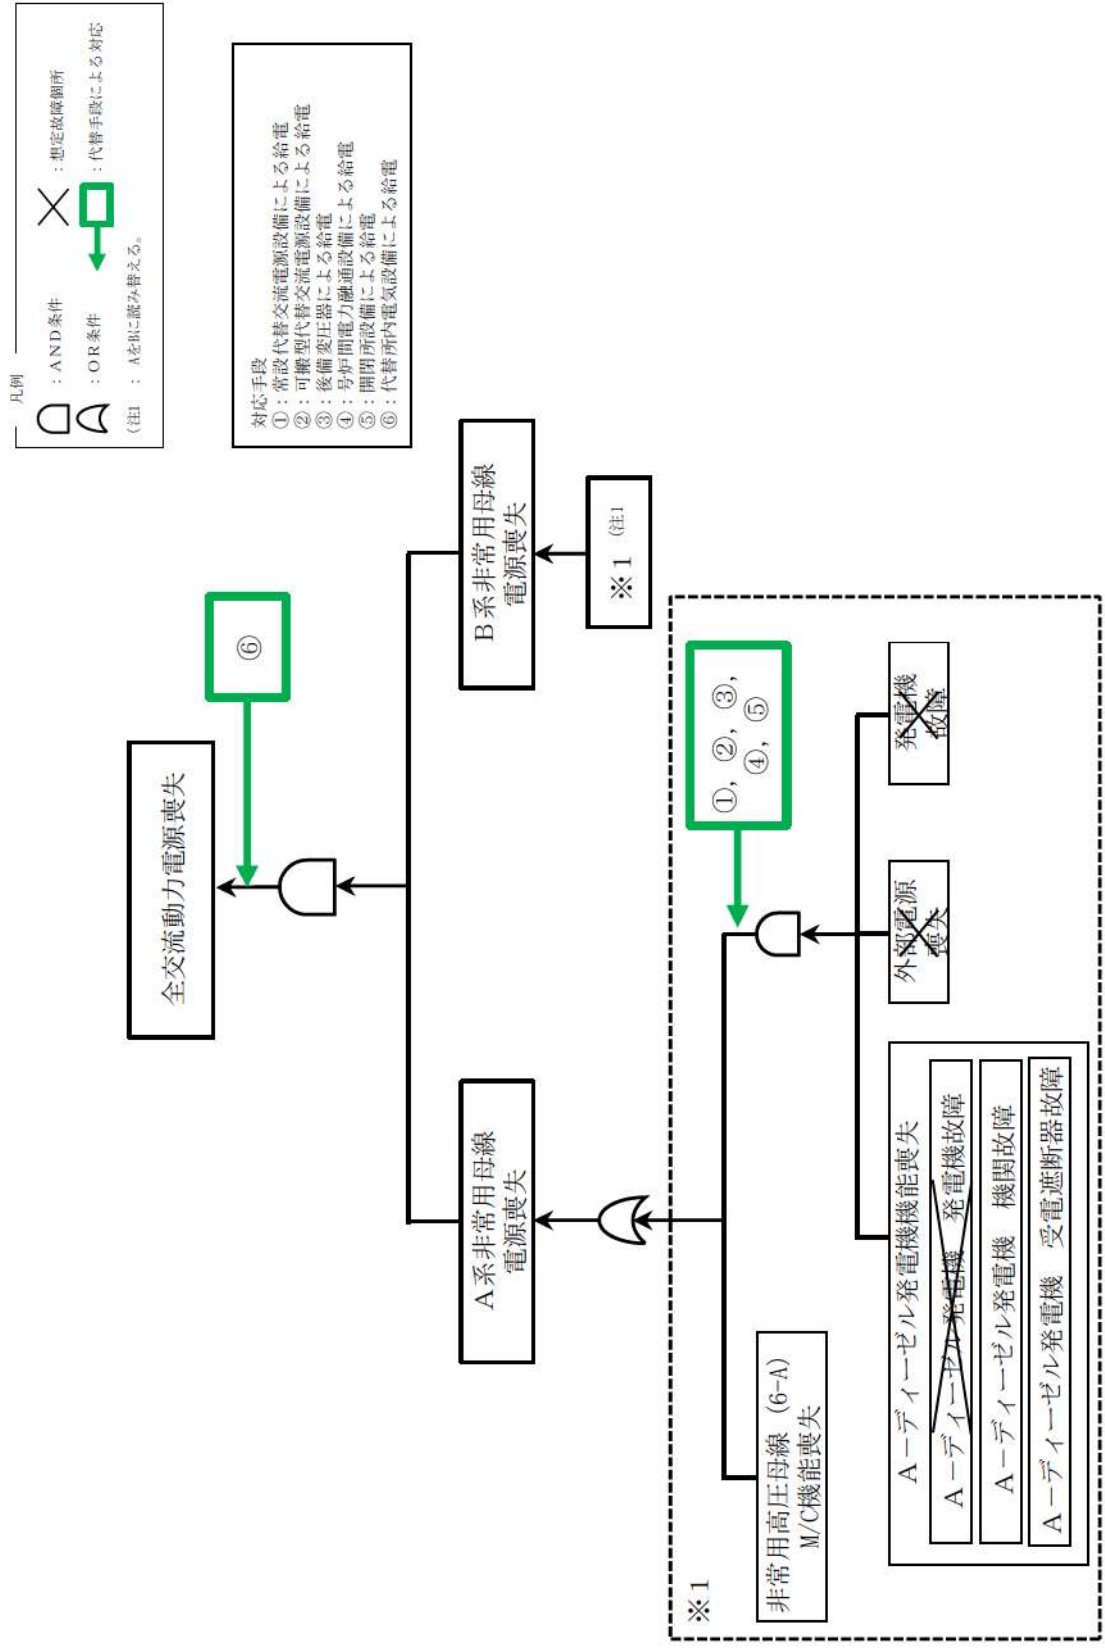 凡例
：AND条件
：想定故障個所
：OR条件
：代替手段による対応
(注1 ： AをBに読み替える。
対応手段
①：常設代替交流電源設備による給電
②：可搬型代替交流電源設備による給電
③：後備変圧器による給電
④：号炉間電力融通設備による給電
⑤：開閉所設備による給電
⑥：代替所内電気設備による給電
全交流動力電源喪失
⑥
A系非常用母線
電源喪失
B系非常用母線
電源喪失
※1 (注1
※1
①，②，③，
④，⑤
非常用高圧母線 (6-A)
M/C機能喪失
A－ディーゼル発電機機能喪失
A－ディーゼル発電機 発電機故障
A－ディーゼル発電機 機関故障
A－ディーゼル発電機 受電遮断器故障
外部電源
喪失
発電機
故障